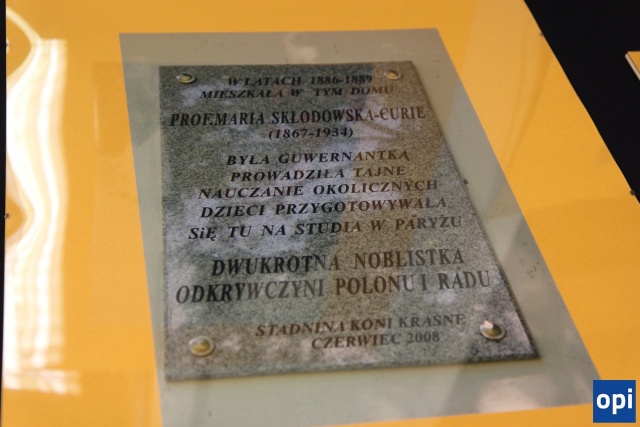 W LATACH 1886-1889
MIESZKAŁA W TYM DOMU
PROF.MARIA SKŁODOWSKA-CURIE
(1867-1934)
BYŁA GUWERNANTKĄ
PROWADZIŁA TAJNE
NAUCZANIE OKOLICZNYCH
DZIECI PRZYGOTOWYWAŁA
SiĘ TU NA STUDIA W PARYŻU
DWUKROTNA NOBLISTKA
ODKRYWCZYNI POLONU I RADU
STADNINA KONI KRASNE
CZERWIEC 2008
opi